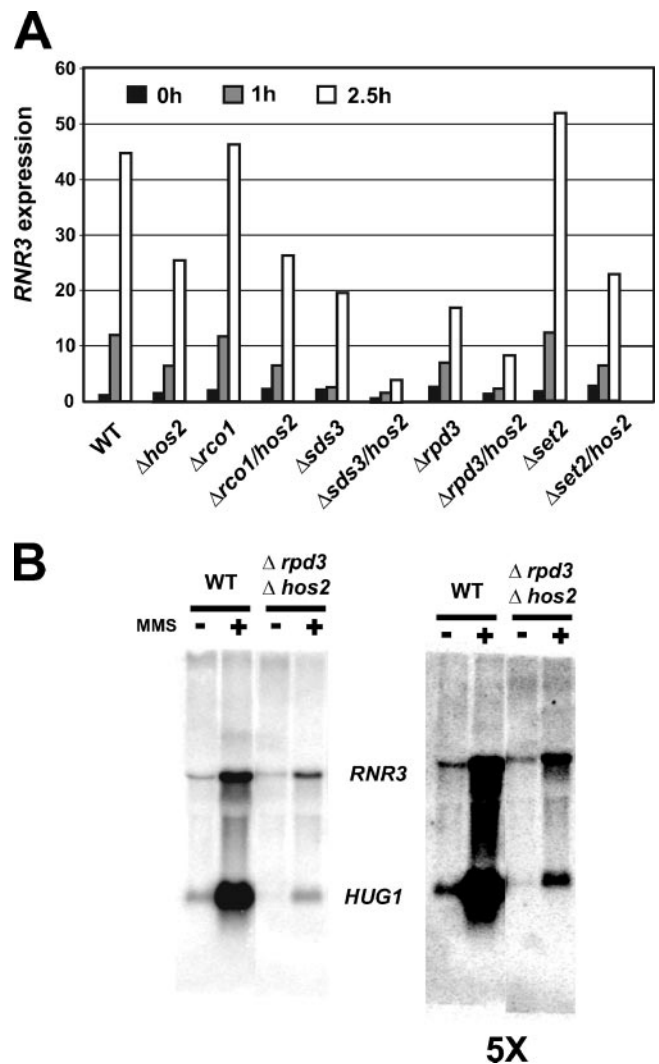 A
60
50
40
30
20
10
0
RNR3 expression
0h 1h 2.5h
WT
Δhos2
Δrco1
Δrco1/hos2
Δsds3
Δsds3/hos2
Δrpd3
Δrpd3/hos2
Δset2
Δset2/hos2
B
WT
Δ rpd3
Δ hos2
MMS - + - +
WT
Δ rpd3
Δ hos2
- + - +
RNR3
HUG1
5X